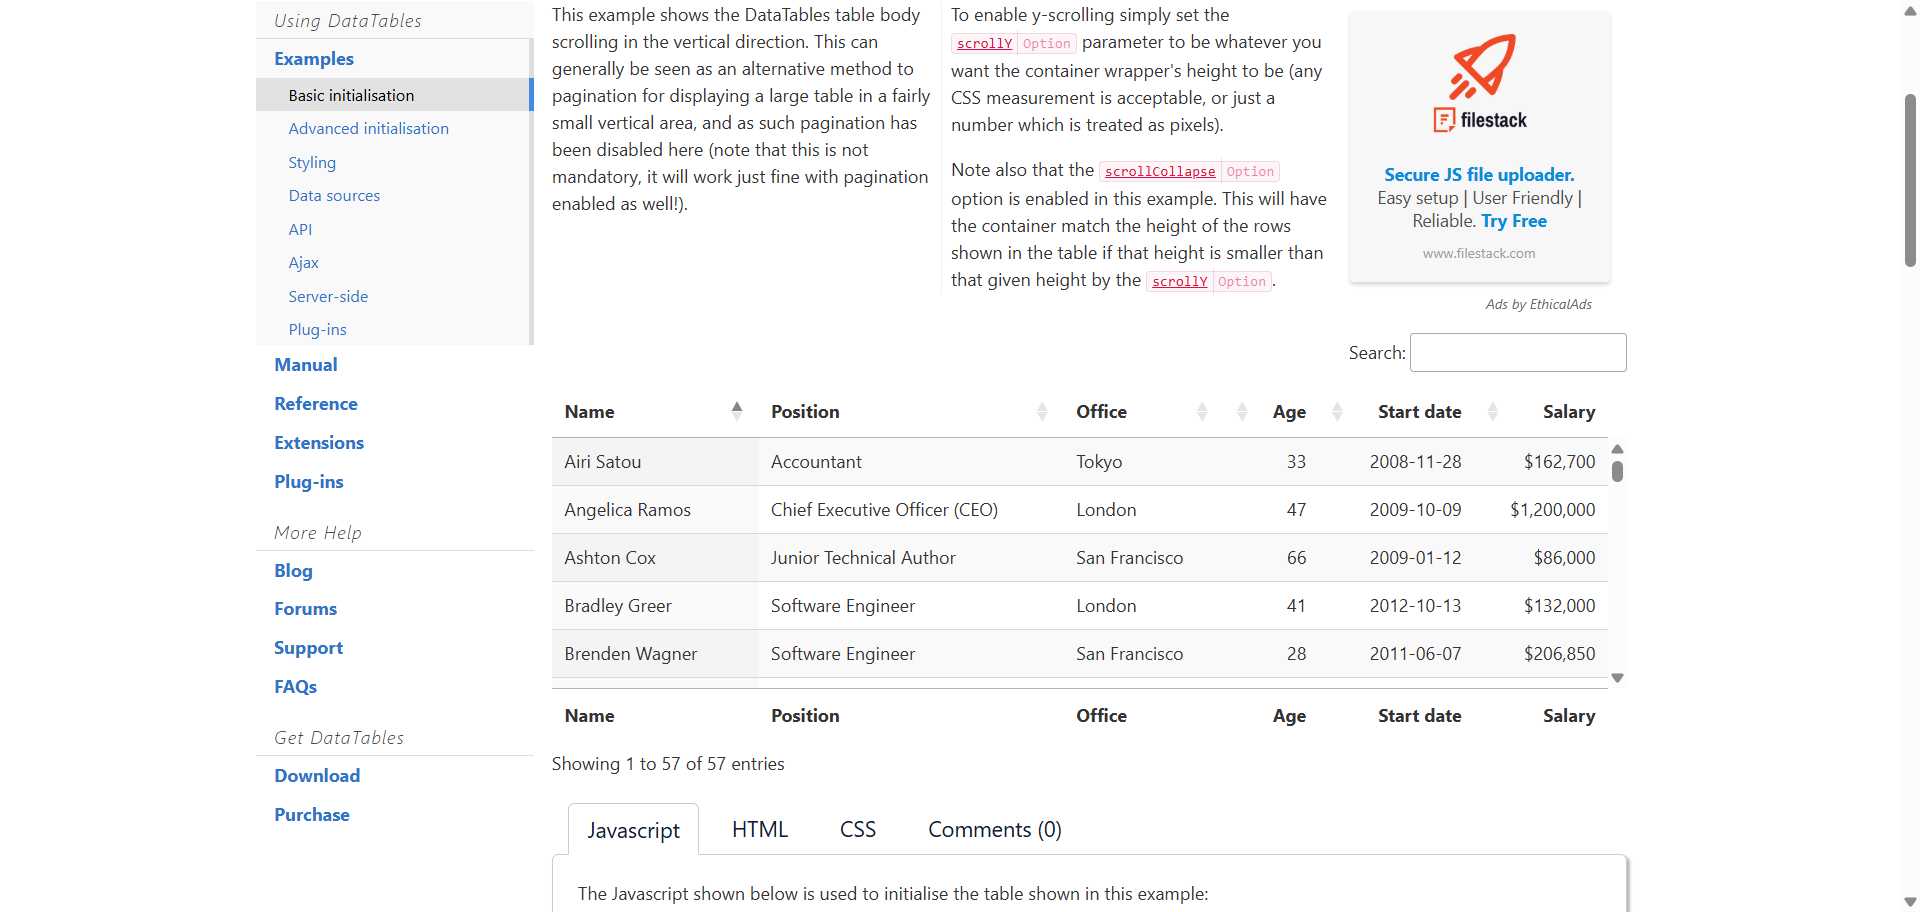 Using DataTables
Examples
Basic initialisation
Advanced initialisation
Styling
Data sources
API
Ajax
Server-side
Plug-ins
Manual
Reference
Extensions
Plug-ins
More Help
Blog
Forums
Support
FAQs
Get DataTables
Download
Purchase
This example shows the DataTables table body
scrolling in the vertical direction. This can
generally be seen as an alternative method to
pagination for displaying a large table in a fairly
small vertical area, and as such pagination has
been disabled here (note that this is not
mandatory, it will work just fine with pagination
enabled as well!).
To enable y-scrolling simply set the
scrollY Option parameter to be whatever you
want the container wrapper's height to be (any
CSS measurement is acceptable, or just a
number which is treated as pixels).
Note also that the scrollCollapse Option
option is enabled in this example. This will have
the container match the height of the rows
shown in the table if that height is smaller than
that given height by the scrollY Option.
filestack
Secure JS file uploader.
Easy setup | User Friendly |
Reliable. Try Free
www.filestack.com
Ads by EthicalAds
Search:
Name Position Office Age Start date Salary
Airi Satou Accountant Tokyo 33 2008-11-28 $162,700
Angelica Ramos Chief Executive Officer (CEO) London 47 2009-10-09 $1,200,000
Ashton Cox Junior Technical Author San Francisco 66 2009-01-12 $86,000
Bradley Greer Software Engineer London 41 2012-10-13 $132,000
Brenden Wagner Software Engineer San Francisco 28 2011-06-07 $206,850
Name Position Office Age Start date Salary
Showing 1 to 57 of 57 entries
Javascript HTML CSS Comments (0)
The Javascript shown below is used to initialise the table shown in this example: